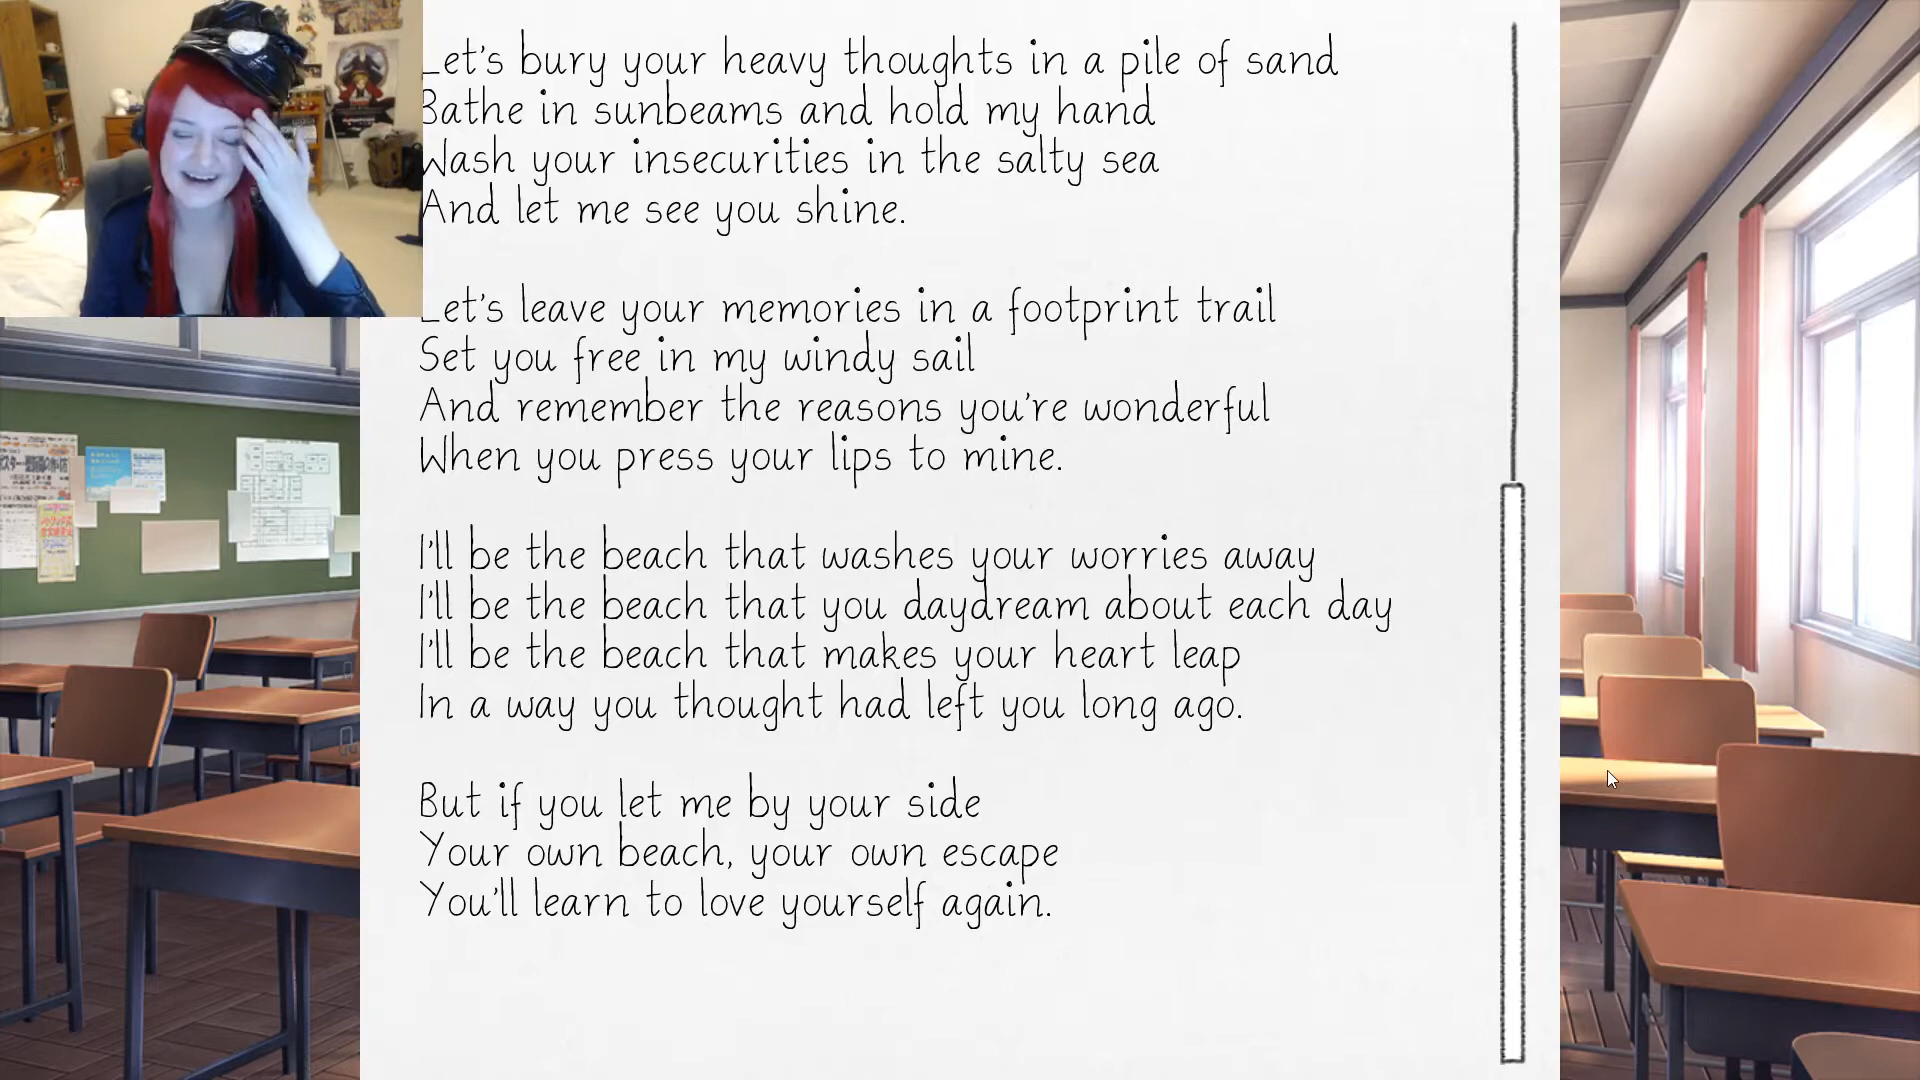 Let's bury your heavy thoughts in a pile of sand
Bathe in sunbeams and hold my hand
Wash your insecurities in the salty sea
And let me see you shine.
Let's leave your memories in a footprint trail
Set you free in my windy sail
And remember the reasons you're wonderful
When you press your lips to mine.
I'll be the beach that washes your worries away
I'll be the beach that you daydream about each day
I'll be the beach that makes your heart leap
In a way you thought had left you long ago.
But if you let me by your side
Your own beach, your own escape
You'll learn to love yourself again.